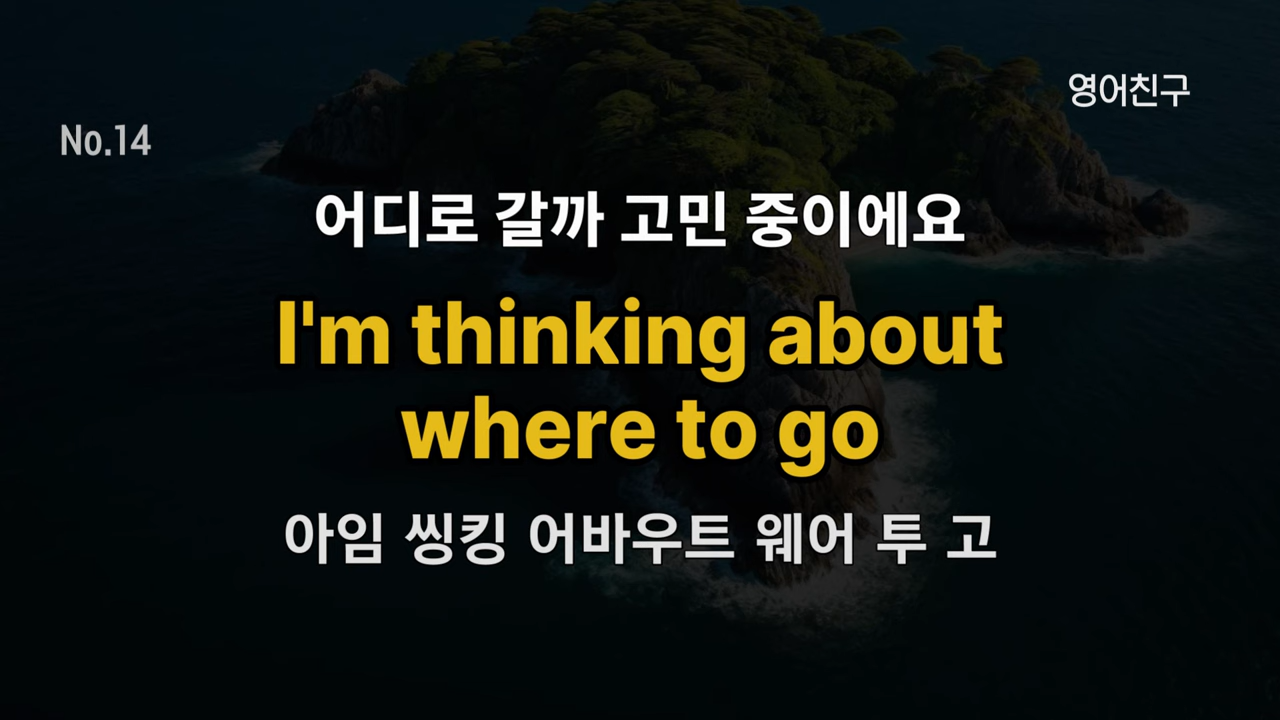 영어친구
No.14
어디로 갈까 고민 중이에요
I'm thinking about
where to go
아임 씽킹 어바우트 웨어 투 고